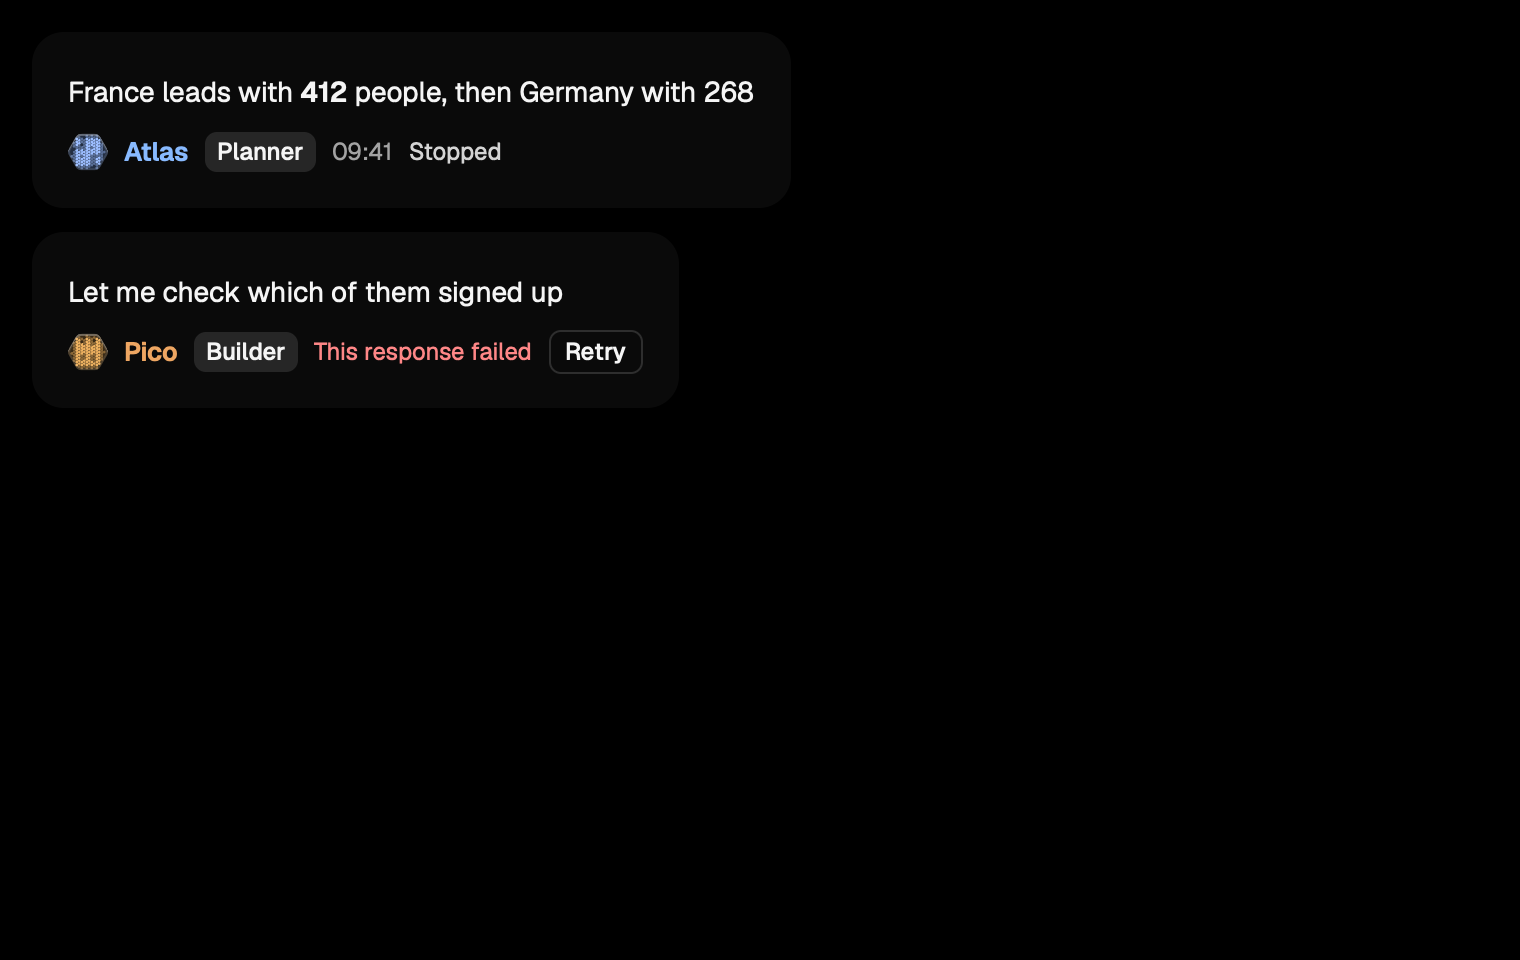 France leads with 412 people, then Germany with 268
Atlas Planner 09:41 Stopped
Let me check which of them signed up
Pico Builder This response failed Retry